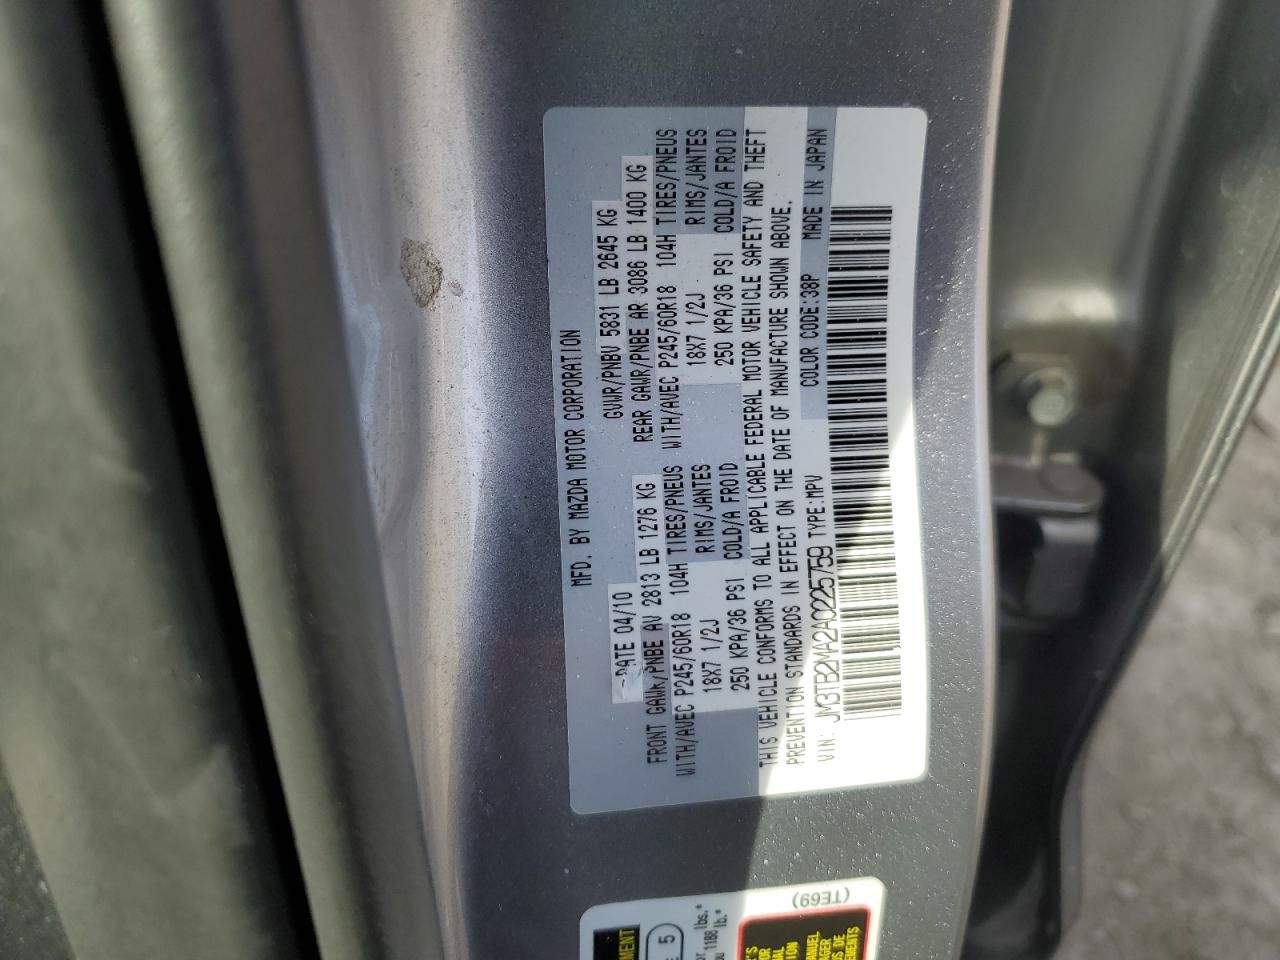 MFD. BY MAZDA MOTOR CORPORATION
DATE 04/10 GVWR/PNBV 5831 LB 2645 KG
FRONT GAWR/PNBE AV 2813 LB 1276 KG REAR GAWR/PNBE AR 3086 LB 1400 KG
WITH/AVEC P245/60R18 104H TIRES/PNEUS WITH/AVEC P245/60R18 104H TIRES/PNEUS
18X7 1/2J RIMS/JANTES 18X7 1/2J RIMS/JANTES
250 KPA/36 PSI COLD/A FROID 250 KPA/36 PSI COLD/A FROID
THIS VEHICLE CONFORMS TO ALL APPLICABLE FEDERAL MOTOR VEHICLE SAFETY AND THEFT
PREVENTION STANDARDS IN EFFECT ON THE DATE OF MANUFACTURE SHOWN ABOVE.
VIN: JM3TB2MA2A0225759 TYPE:MPV COLOR CODE:38P MADE IN JAPAN
5
1188 lbs.*
lb.*
(TE69)